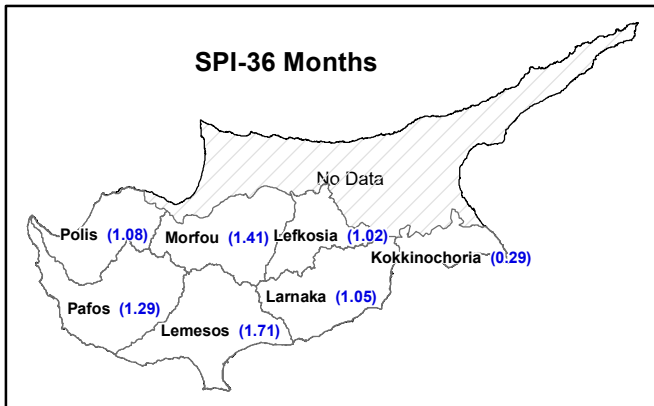 SPI-36 Months
No Data
Polis (1.08)
Morfou (1.41)
Lefkosia (1.02)
Kokkinochoria (0.29)
Pafos (1.29)
Larnaka (1.05)
Lemesos (1.71)